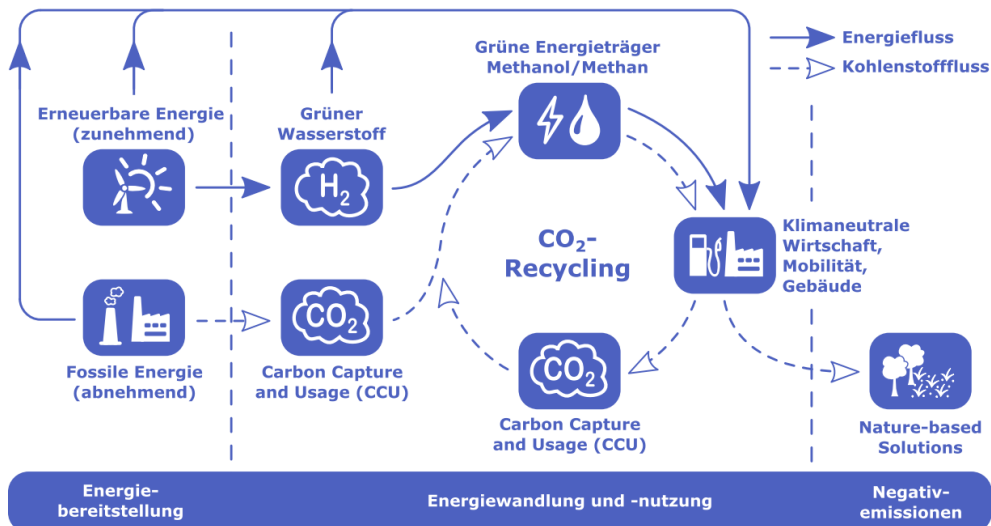 Grüne Energieträger
Methanol/Methan
Energiefluss
Kohlenstofffluss
Erneuerbare Energie
(zunehmend)
Grüner
Wasserstoff
H₂
CO₂-
Recycling
Klimaneutrale
Wirtschaft,
Mobilität,
Gebäude
Fossile Energie
(abnehmend)
CO₂
Carbon Capture
and Usage (CCU)
CO₂
Carbon Capture
and Usage (CCU)
Nature-based
Solutions
Energie-
bereitstellung
Energiewandlung und -nutzung
Negativ-
emissionen